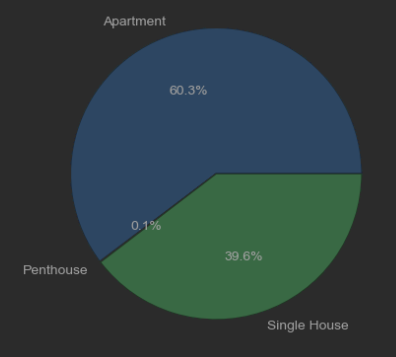 Apartment
60.3%
0.1%
39.6%
Penthouse
Single House